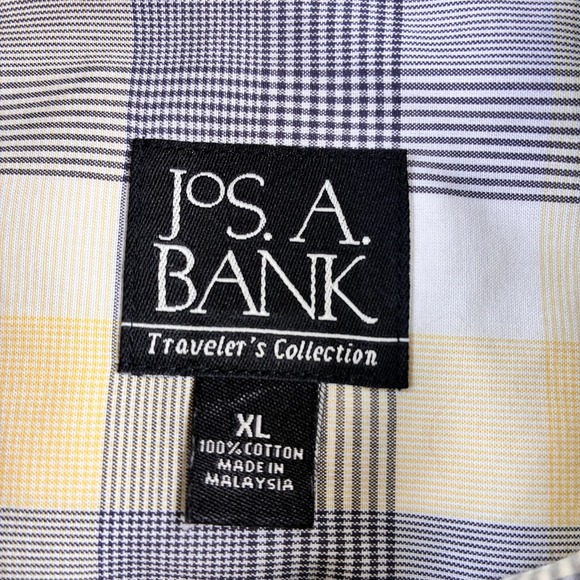 JOS. A.
BANK
Traveler's Collection
XL
100% COTTON
MADE IN
MALAYSIA